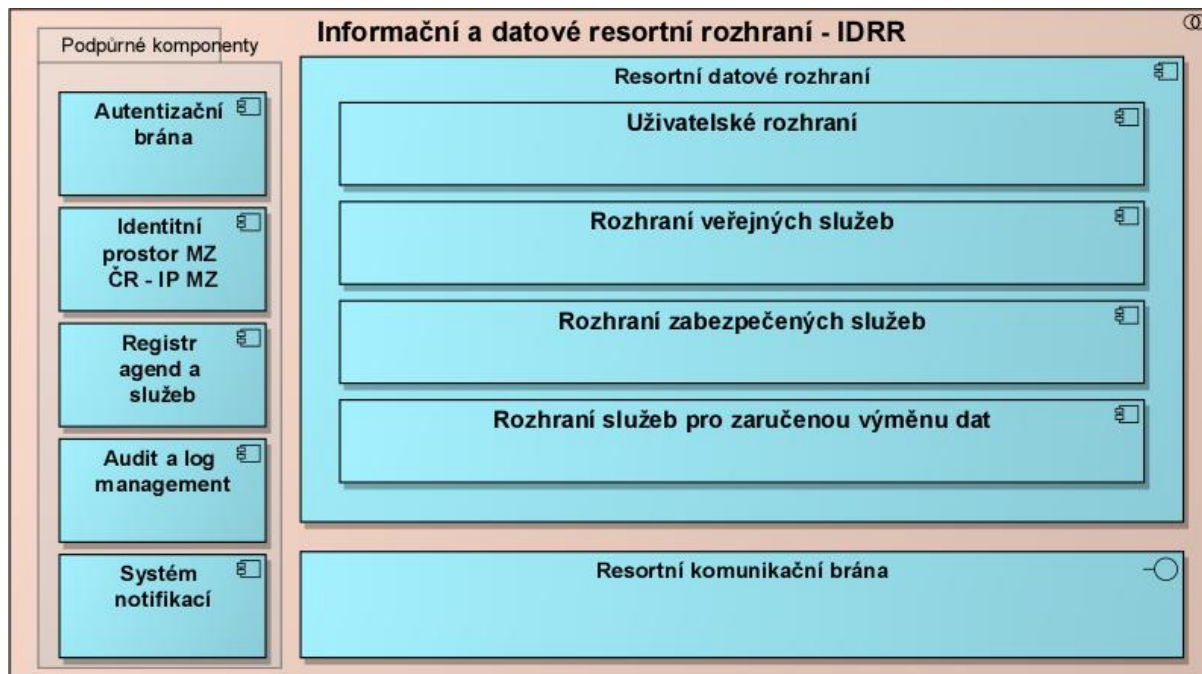 Informační a datové resortní rozhraní - IDRR
Podpůrné komponenty
Autentizační
brána
Identitní
prostor MZ
ČR - IP MZ
Registr
agend a
služeb
Audit a log
management
Systém
notifikací
Resortní datové rozhraní
Uživatelské rozhraní
Rozhraní veřejných služeb
Rozhraní zabezpečených služeb
Rozhraní služeb pro zaručenou výměnu dat
Resortní komunikační brána